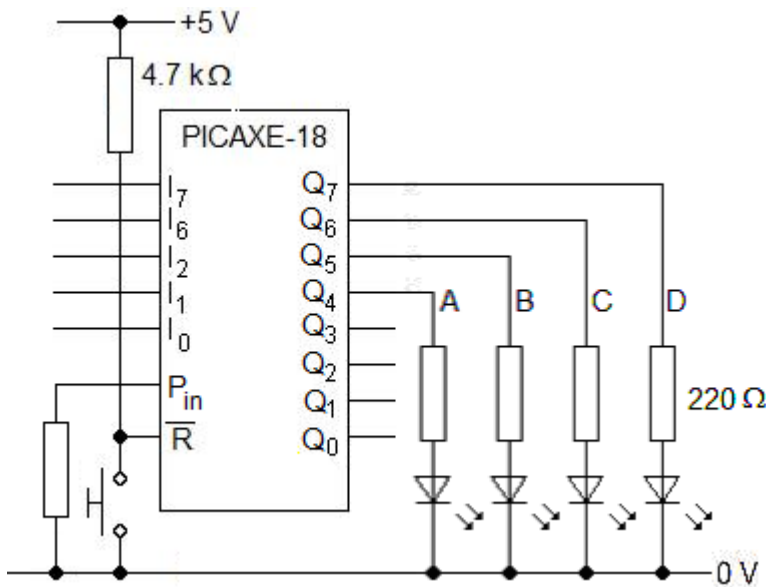 +5 V
4.7 kΩ
PICAXE-18
I7 Q7
I6 Q6
I2 Q5
I1 Q4 A B C D
I0 Q3
Q2
Pin Q1
220 Ω
R̅ Q0
0 V